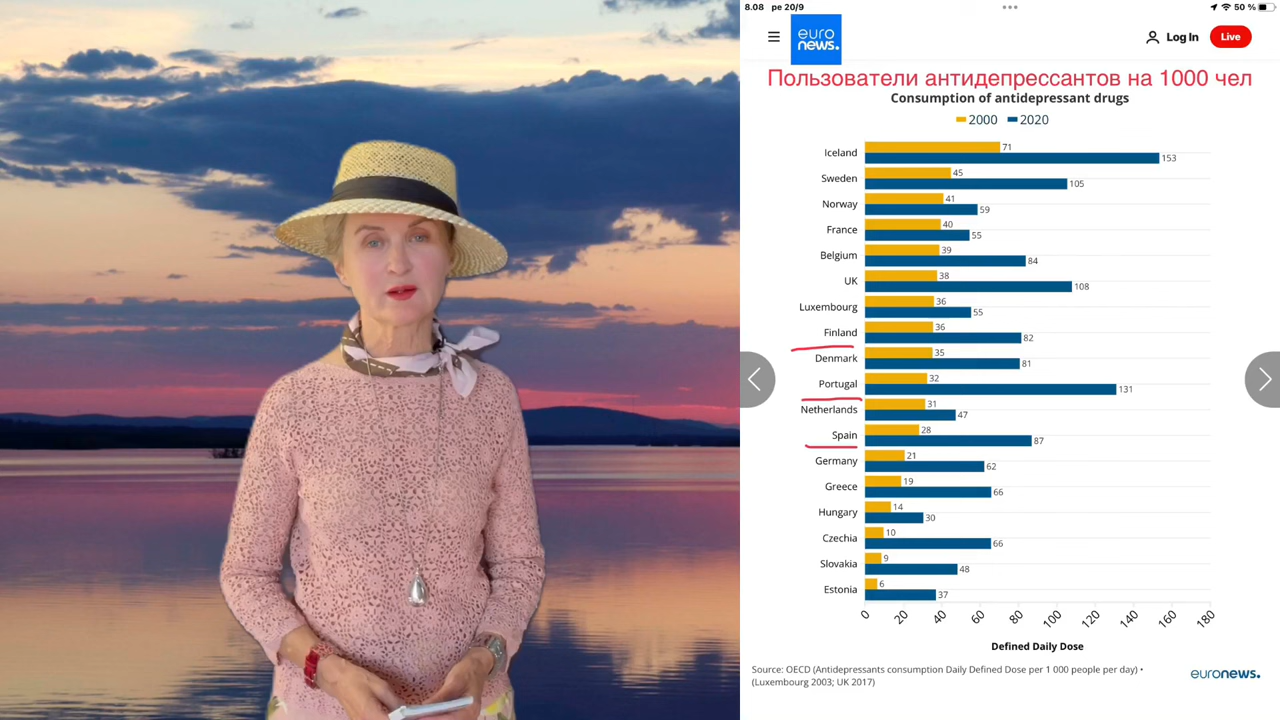 8.08 pe 20/9
50 %
euro
news.
Log In
Live
Пользователи антидепрессантов на 1000 чел
Consumption of antidepressant drugs
2000 2020
Iceland 71 153
Sweden 45 105
Norway 41 59
France 40 55
Belgium 39 84
UK 38 108
Luxembourg 36 55
Finland 36 82
Denmark 35 81
Portugal 32 131
Netherlands 31 47
Spain 28 87
Germany 21 62
Greece 19 66
Hungary 14 30
Czechia 10 66
Slovakia 9 48
Estonia 6 37
0 20 40 60 80 100 120 140 160 180
Defined Daily Dose
Source: OECD (Antidepressants consumption Daily Defined Dose per 1 000 people per day) •
(Luxembourg 2003; UK 2017)
euronews.